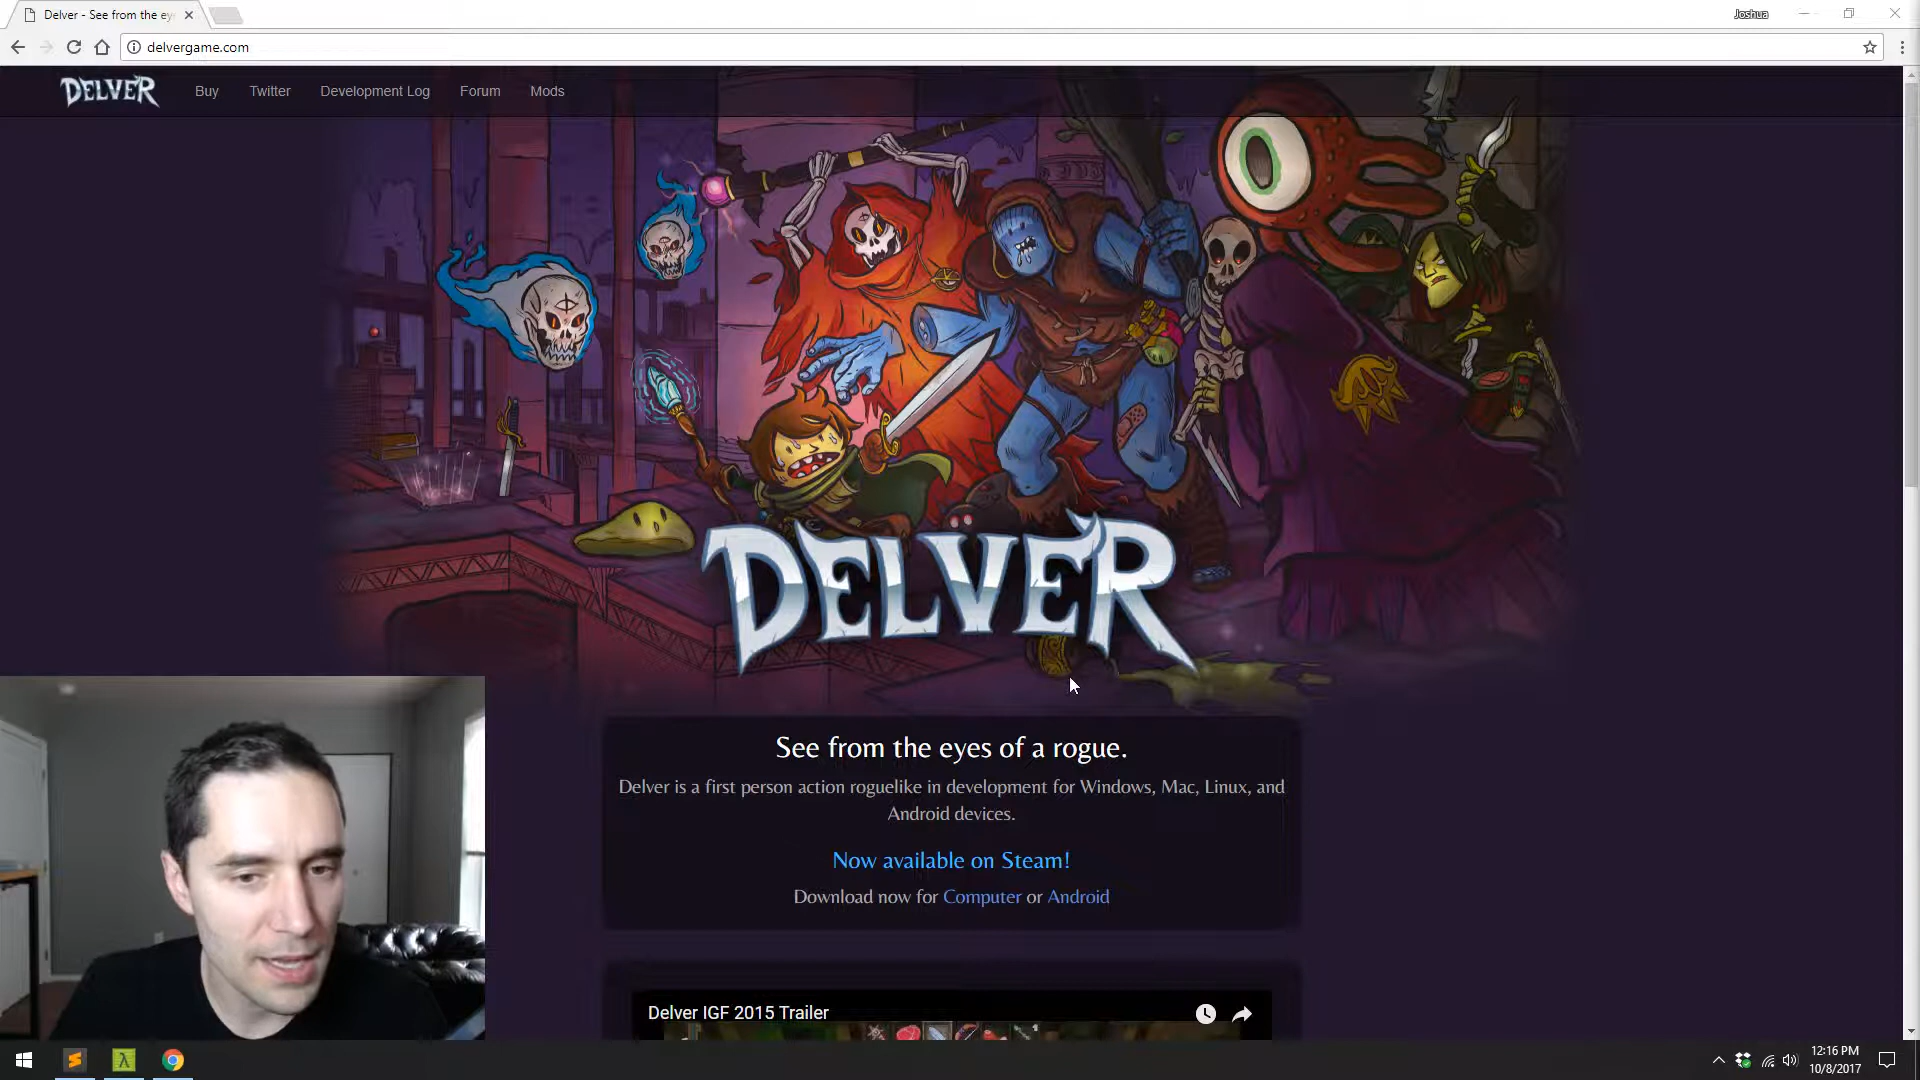 Delver - See from the ey
Joshua
delvergame.com
DELVER
Buy
Twitter
Development Log
Forum
Mods
DELVER
See from the eyes of a rogue.
Delver is a first person action roguelike in development for Windows, Mac, Linux, and
Android devices.
Now available on Steam!
Download now for Computer or Android
Delver IGF 2015 Trailer
12:16 PM
10/8/2017